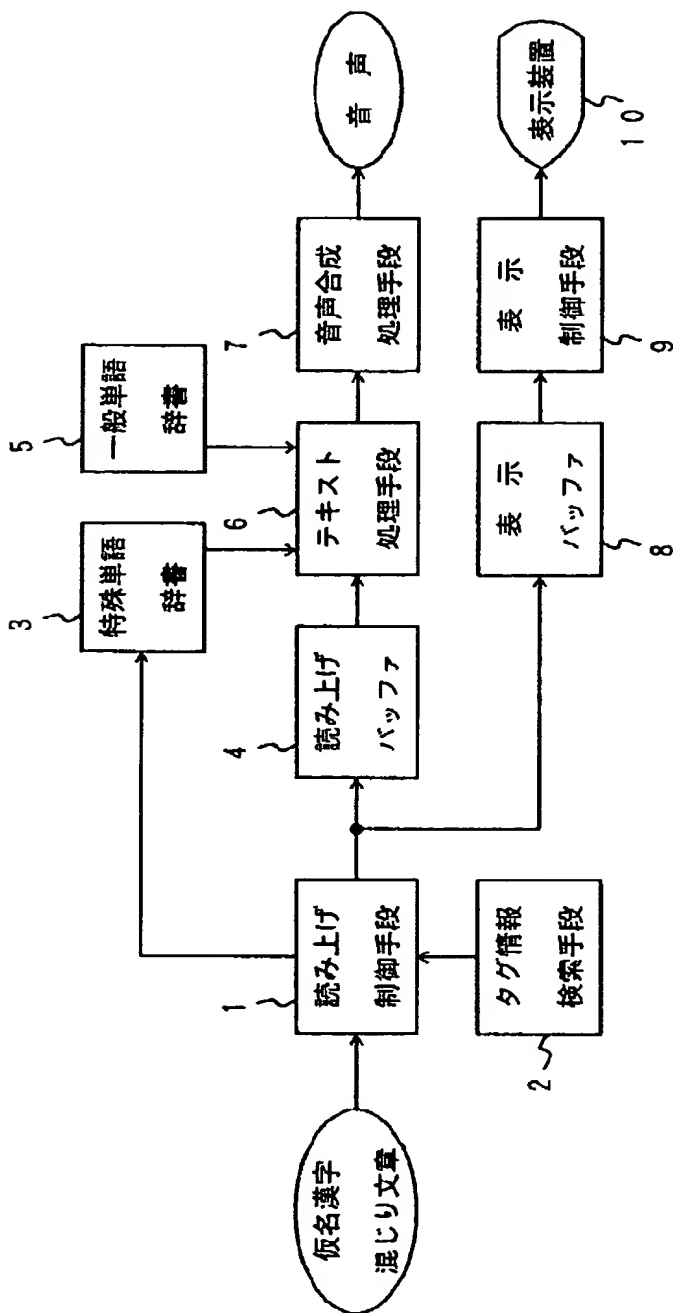 仮名漢字
混じり文章
1
読み上げ
制御手段
2
タグ情報
検索手段
3
特殊単語
辞書
4
読み上げ
バッファ
5
一般単語
辞書
6
テキスト
処理手段
7
音声合成
処理手段
音声
8
表示
バッファ
9
表示
制御手段
10
表示装置